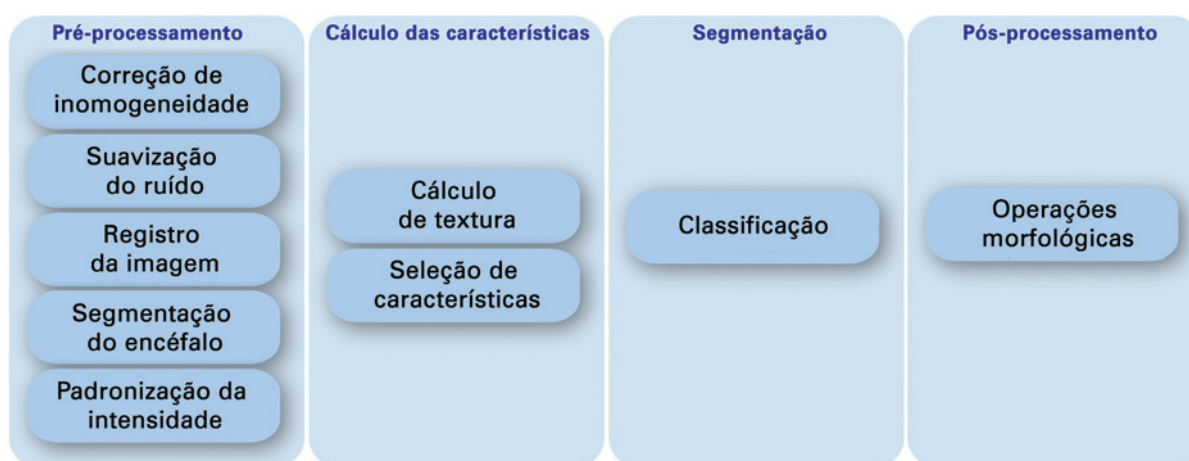 Pré-processamento
Correção de
inomogeneidade
Suavização
do ruído
Registro
da imagem
Segmentação
do encéfalo
Padronização da
intensidade
Cálculo das características
Cálculo
de textura
Seleção de
características
Segmentação
Classificação
Pós-processamento
Operações
morfológicas